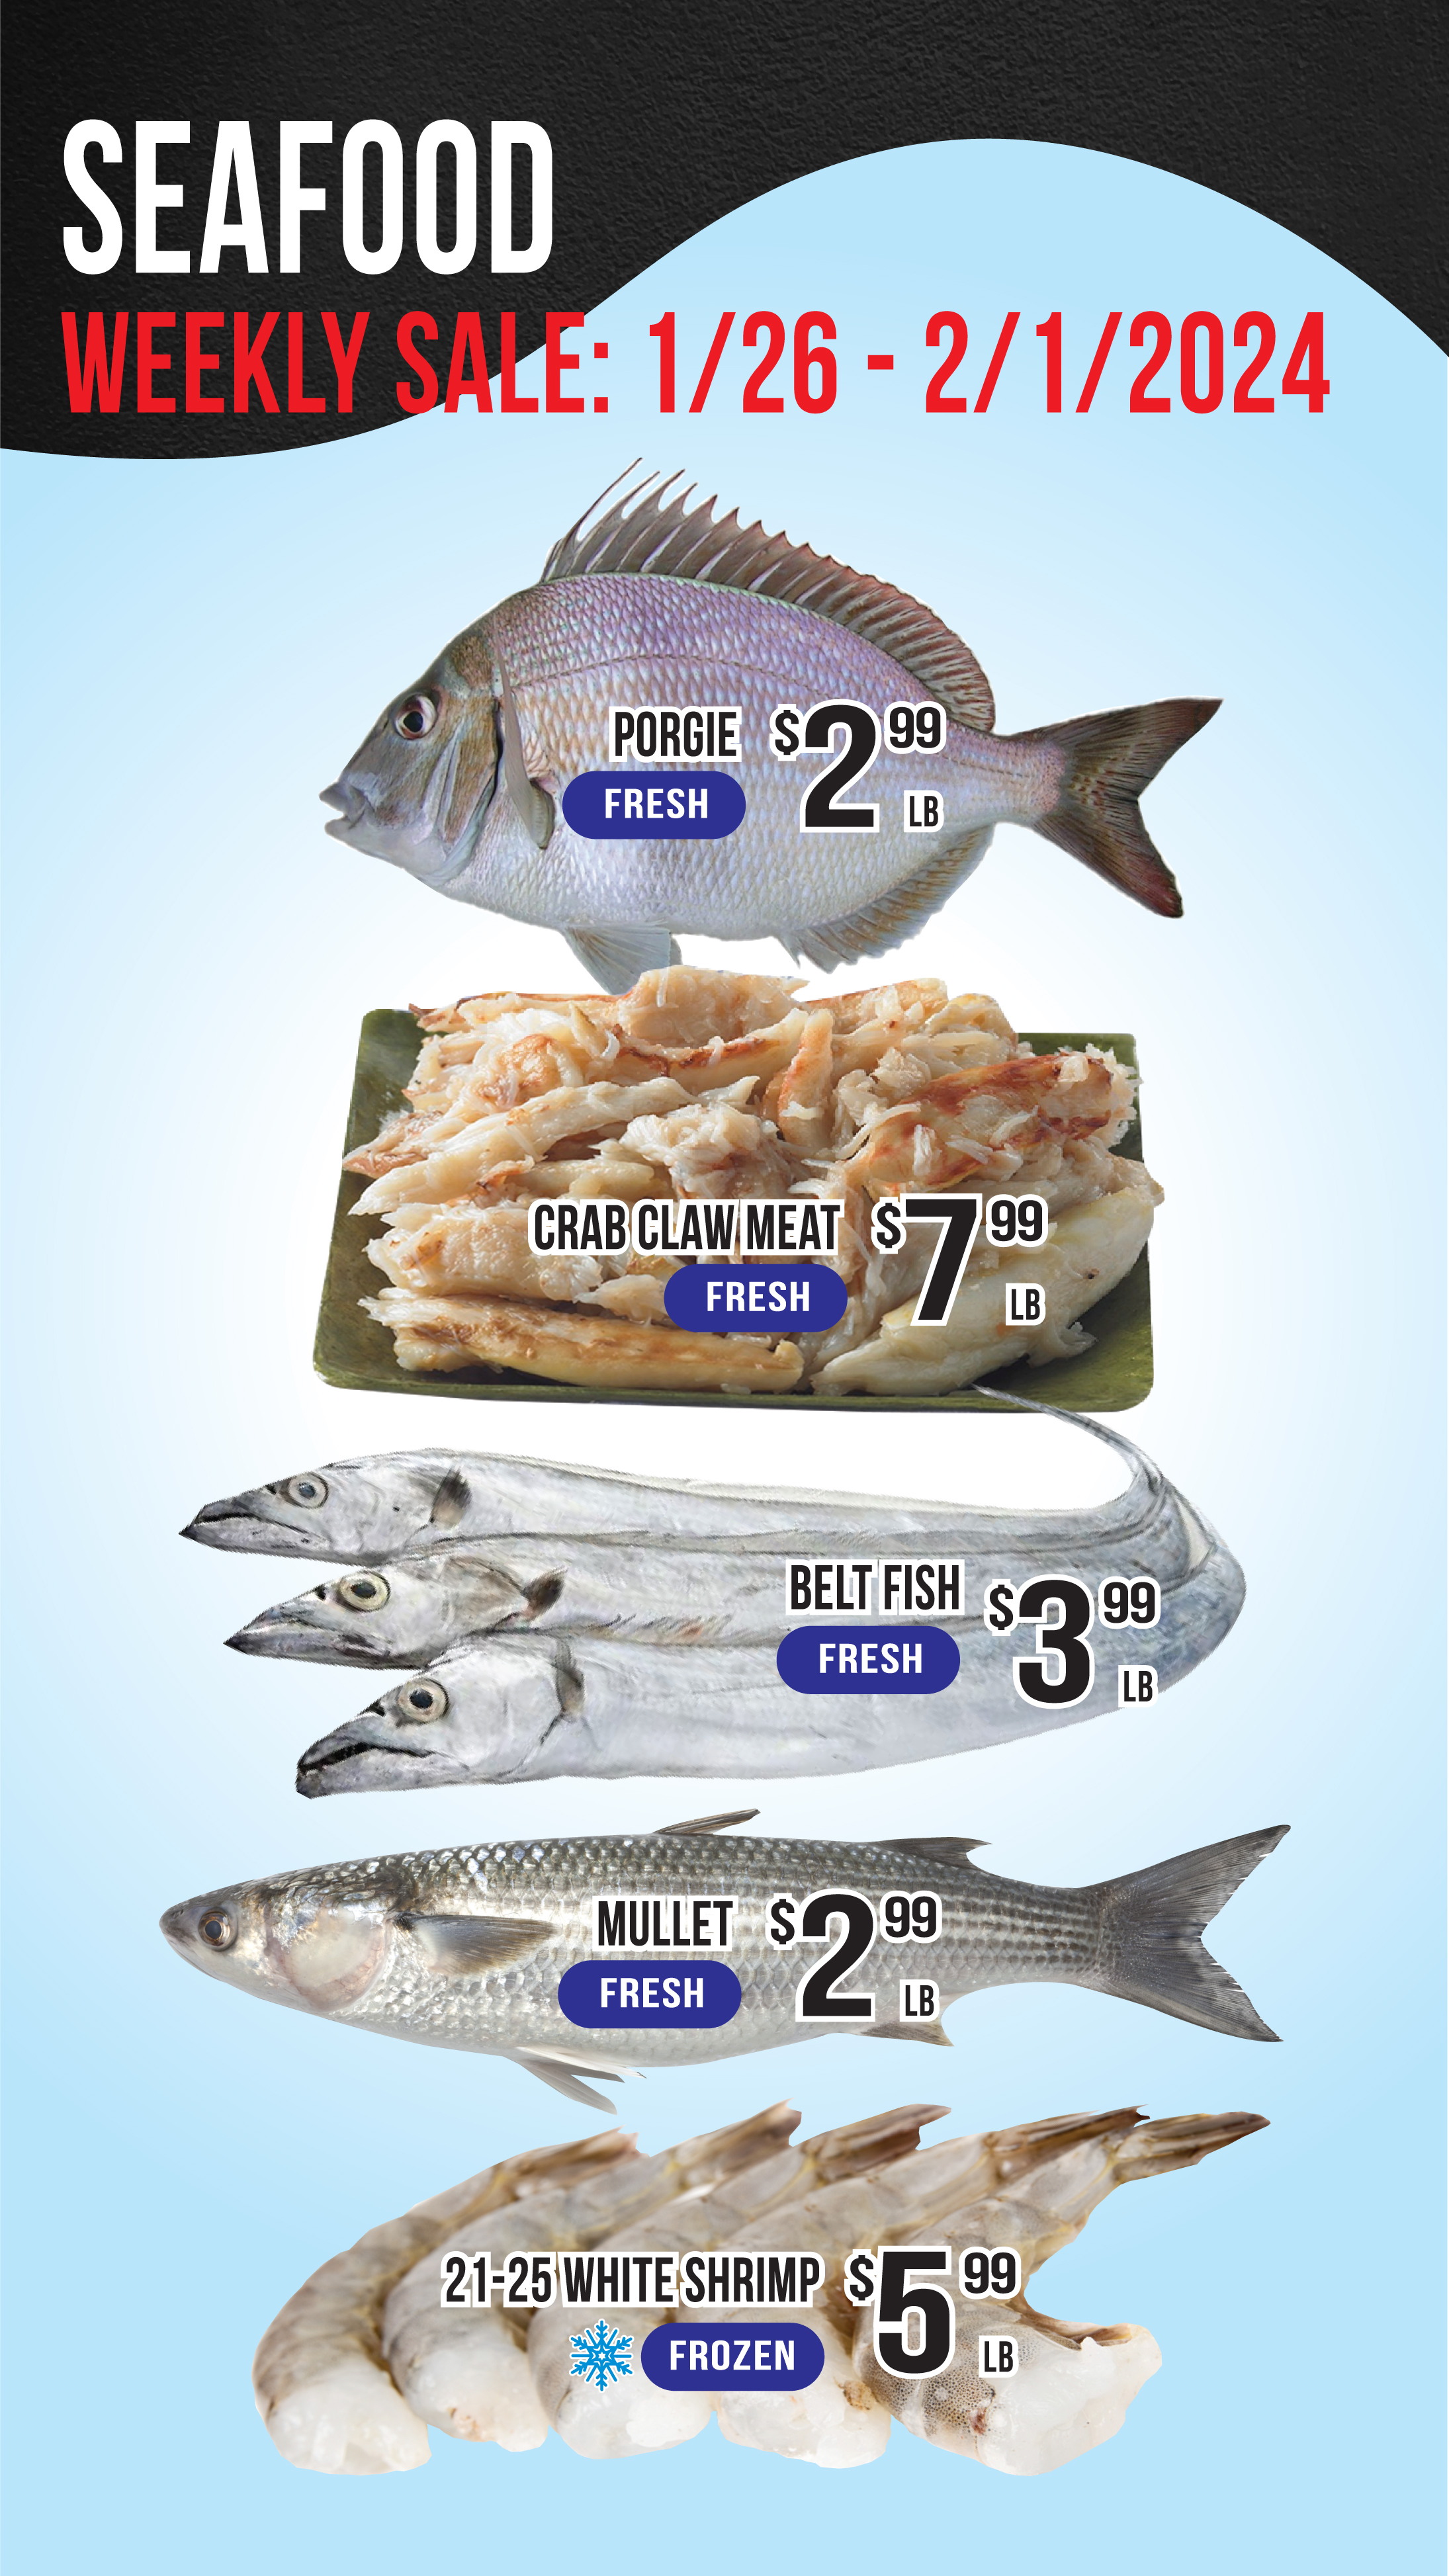 SEAFOOD
WEEKLY SALE: 1/26 - 2/1/2024
PORGIE $2 99
FRESH LB
CRAB CLAW MEAT $7 99
FRESH LB
BELT FISH $3 99
FRESH LB
MULLET $2 99
FRESH LB
21-25 WHITE SHRIMP $5 99
FROZEN LB